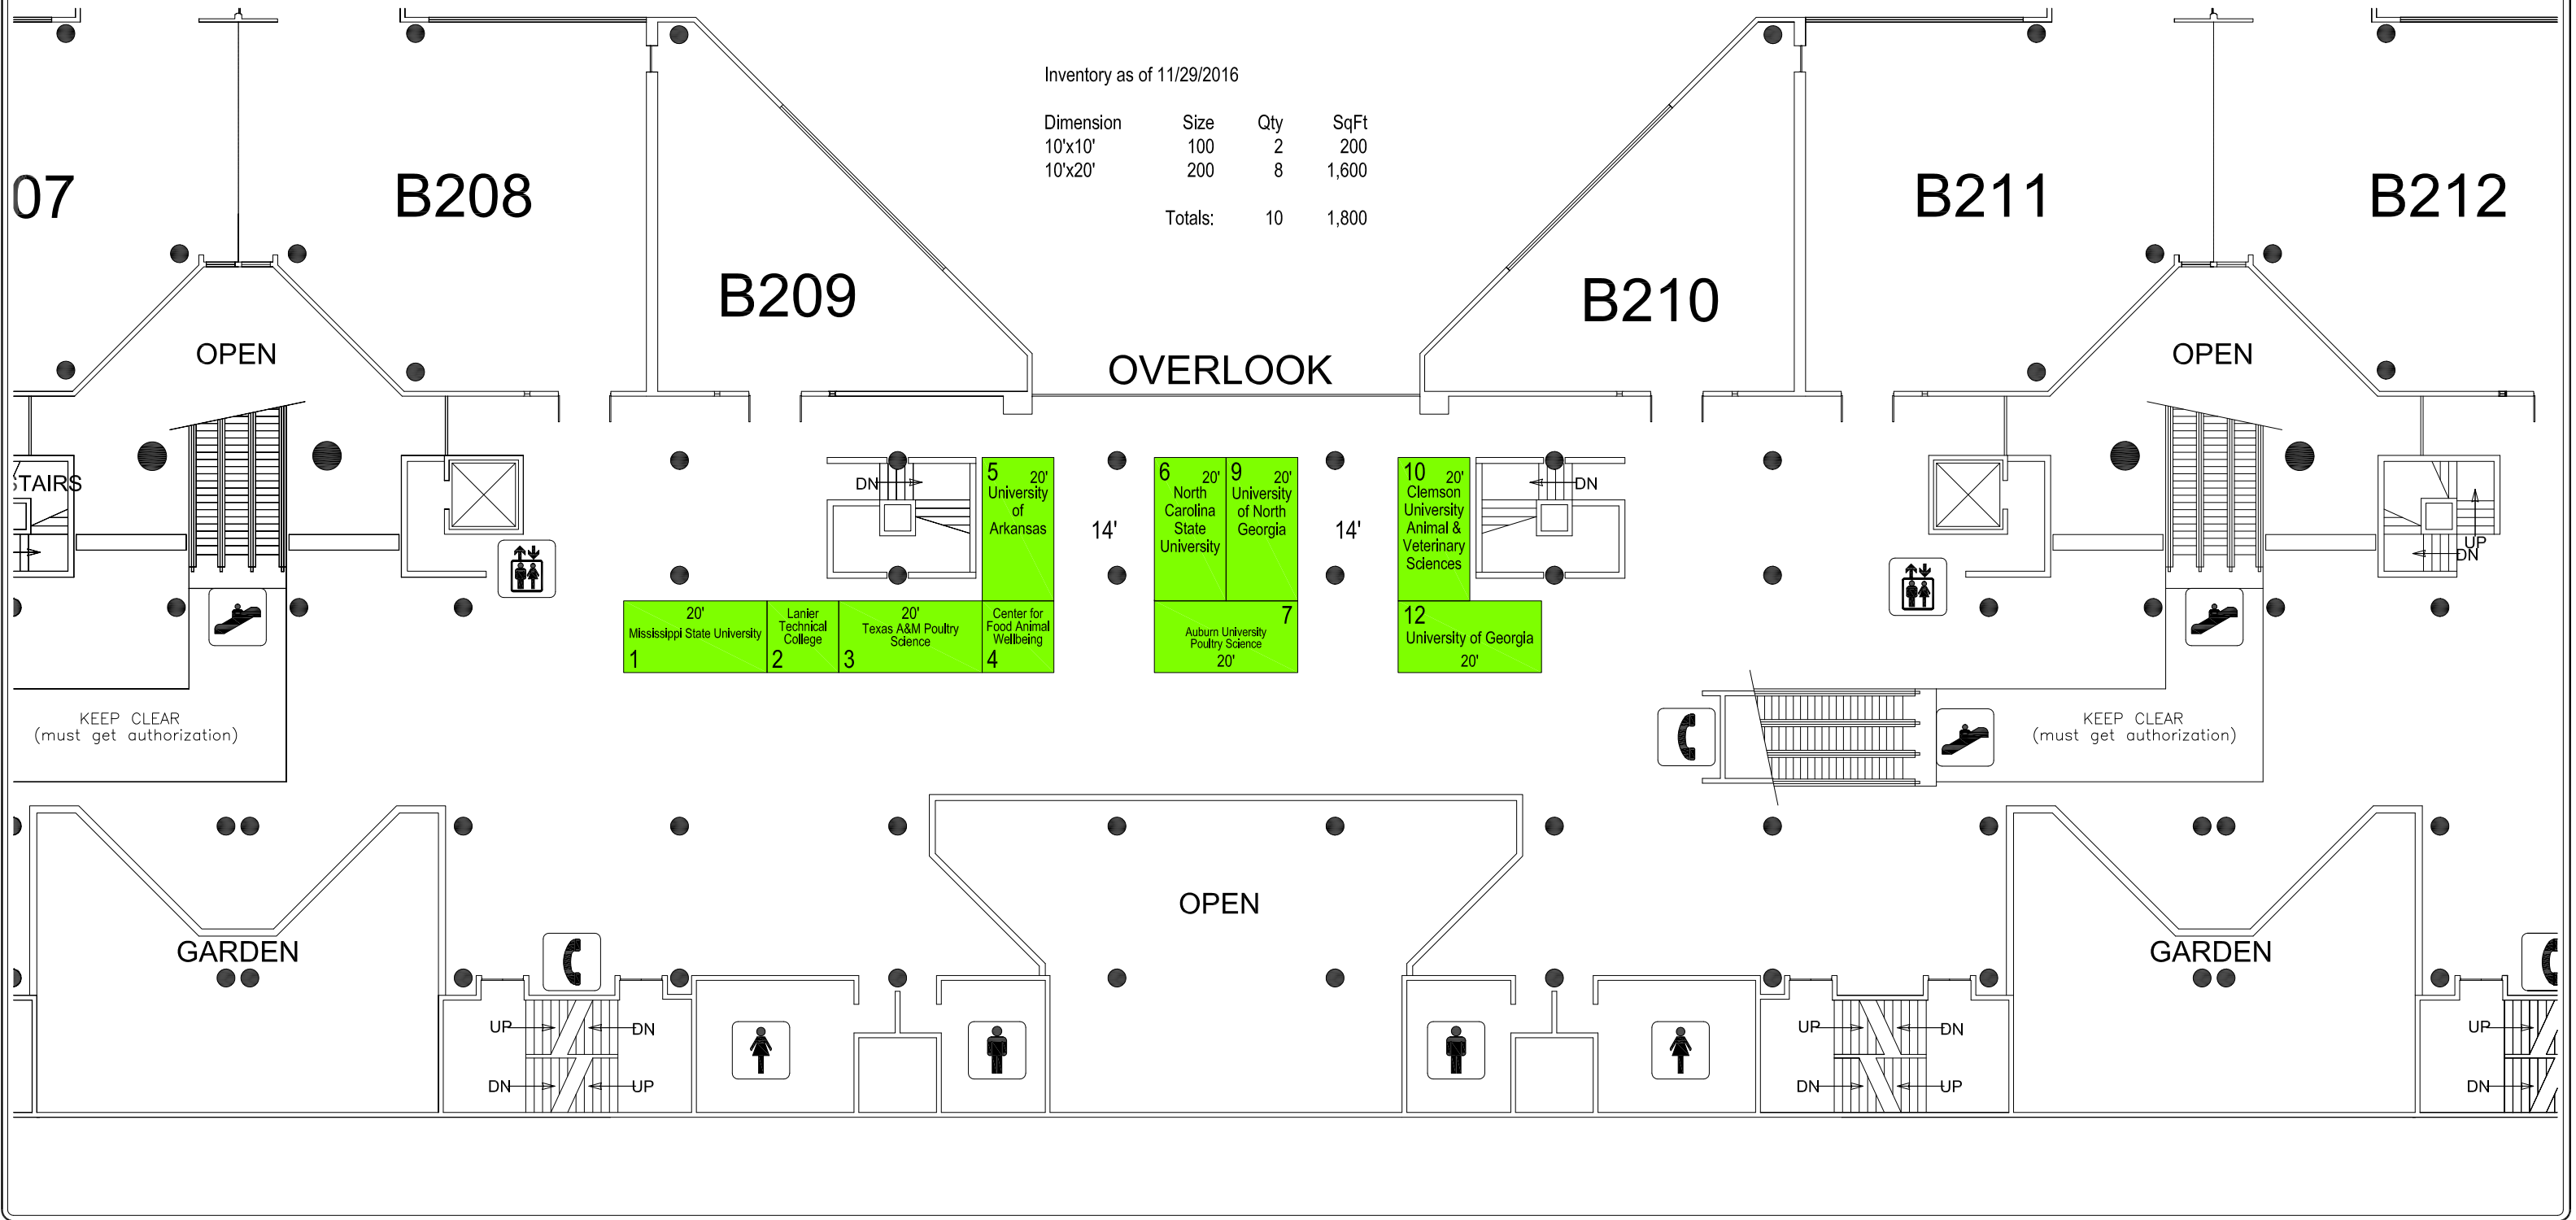 Inventory as of 11/29/2016
Dimension Size Qty SqFt
10'x10' 100 2 200
10'x20' 200 8 1,600
Totals: 10 1,800
07
B208
B209
B210
B211
B212
OPEN
OVERLOOK
OPEN
STAIRS
DN
5 20'
University
of
Arkansas
14'
6 20'
North
Carolina
State
University
9 20'
University
of North
Georgia
14'
10 20'
Clemson
University
Animal &
Veterinary
Sciences
DN
UP
DN
20'
Mississippi State University
1
Lanier
Technical
College
2
20'
Texas A&M Poultry
Science
3
Center for
Food Animal
Wellbeing
4
7
Auburn University
Poultry Science
20'
12
University of Georgia
20'
KEEP CLEAR
(must get authorization)
KEEP CLEAR
(must get authorization)
OPEN
GARDEN
GARDEN
UP DN
DN UP
UP DN
DN UP
UP
DN